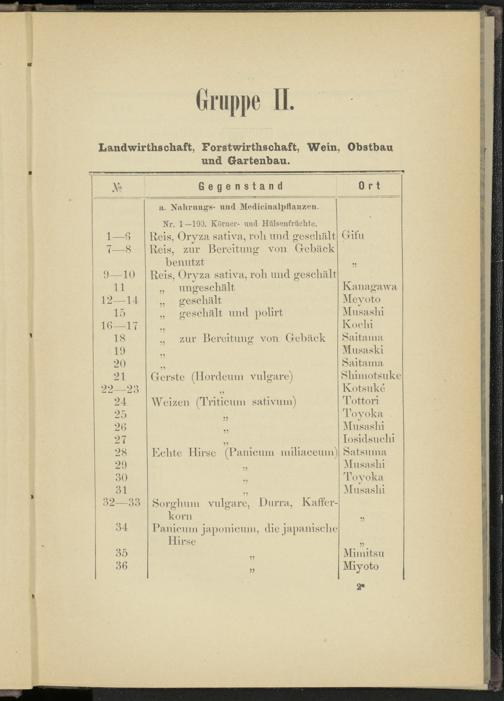 Gruppe II.
Landwirthschaft, Forstwirthschaft, Wein, Obstbau
und Gartenbau.
№ Gegenstand Ort
a. Nahrungs- und Medicinalpflanzen.
Nr. 1—100. Körner- und Hülsenfrüchte.
1—6 Reis, Oryza sativa, roh und geschält Gifu
7—8 Reis, zur Bereitung von Gebäck
benutzt „
9—10 Reis, Oryza sativa, roh und geschält
11 „ ungeschält Kanagawa
12—14 „ geschält Meyoto
15 „ geschält und polirt Musashi
16—17 „ Kochi
18 „ zur Bereitung von Gebäck Saitama
19 „ Musaski
20 „ Saitama
21 Gerste (Hordeum vulgare) Shimotsuke
22—23 „ Kotsuké
24 Weizen (Triticum sativum) Tottori
25 „ Toyoka
26 „ Musashi
27 „ Iosidsuchi
28 Echte Hirse (Panicum miliaceum) Satsuma
29 „ Musashi
30 „ Toyoka
31 „ Musashi
32—33 Sorghum vulgare, Durra, Kaffer-
korn „
34 Panicum japonicum, die japanische
Hirse „
35 „ Mimitsu
36 „ Miyoto
2*